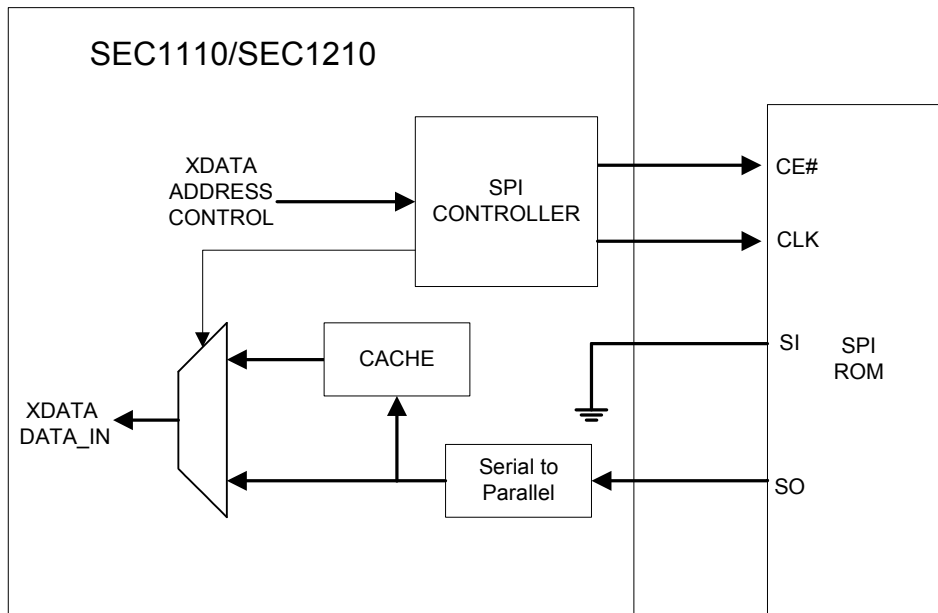 SEC1110/SEC1210
XDATA
ADDRESS
CONTROL
SPI
CONTROLLER
CE#
CLK
SI
SPI
ROM
CACHE
XDATA
DATA_IN
Serial to
Parallel
SO